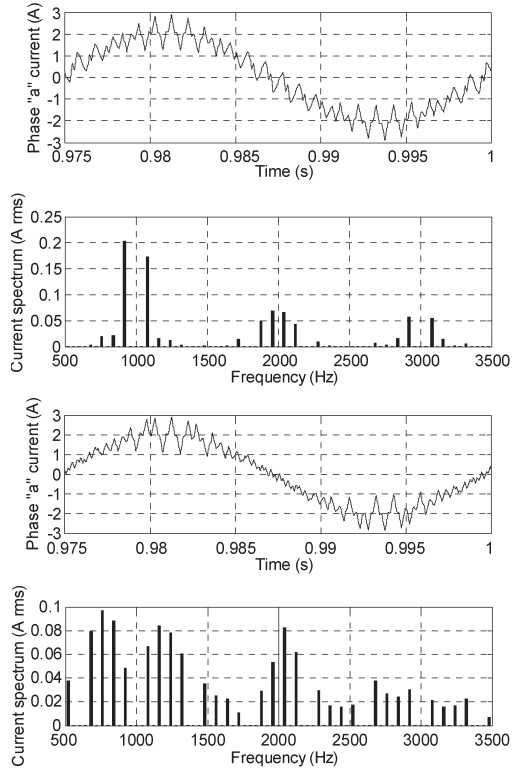 Phase "a" current (A)
3
2
1
0
-1
-2
-3
0.975 0.98 0.985 0.99 0.995 1
Time (s)
Current spectrum (A rms)
0.25
0.2
0.15
0.1
0.05
0
500 1000 1500 2000 2500 3000 3500
Frequency (Hz)
Phase "a" current (A)
3
2
1
0
-1
-2
-3
0.975 0.98 0.985 0.99 0.995 1
Time (s)
Current spectrum (A rms)
0.1
0.08
0.06
0.04
0.02
0
500 1000 1500 2000 2500 3000 3500
Frequency (Hz)